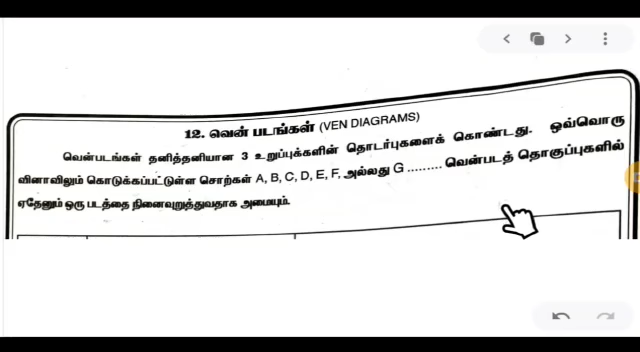 12. வென் படங்கள் (VEN DIAGRAMS)
வென்படங்கள் தனித்தனியான 3 உறுப்புக்களின் தொடர்புகளைக் கொண்டது. ஒவ்வொரு
வினாவிலும் கொடுக்கப்பட்டுள்ள சொற்கள் A, B, C, D, E, F, அல்லது G ......... வென்படத் தொகுப்புகளில்
ஏதேனும் ஒரு படத்தை நினைவுறுத்துவதாக அமையும்.